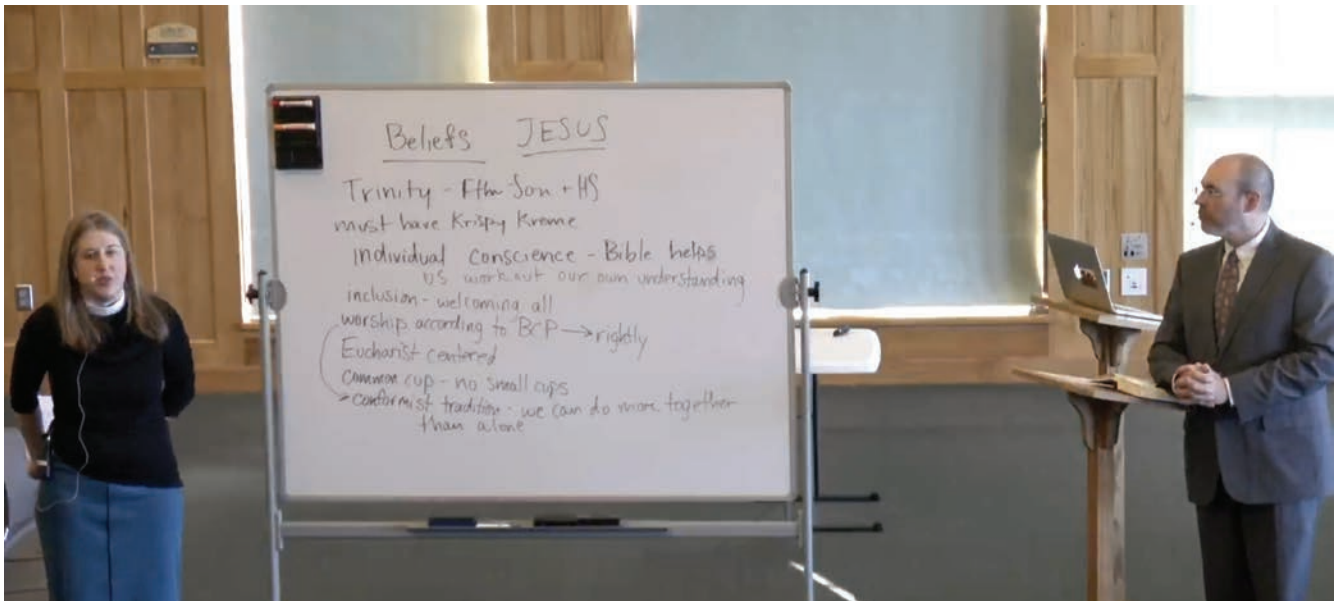 Beliefs JESUS
Trinity - Fthr Son + HS
must have Krispy Kreme
individual conscience - Bible helps
us work out our own understanding
inclusion - welcoming all
worship according to BCP → rightly
Eucharist centered
common cup - no small cups
conformist tradition - we can do more together
than alone